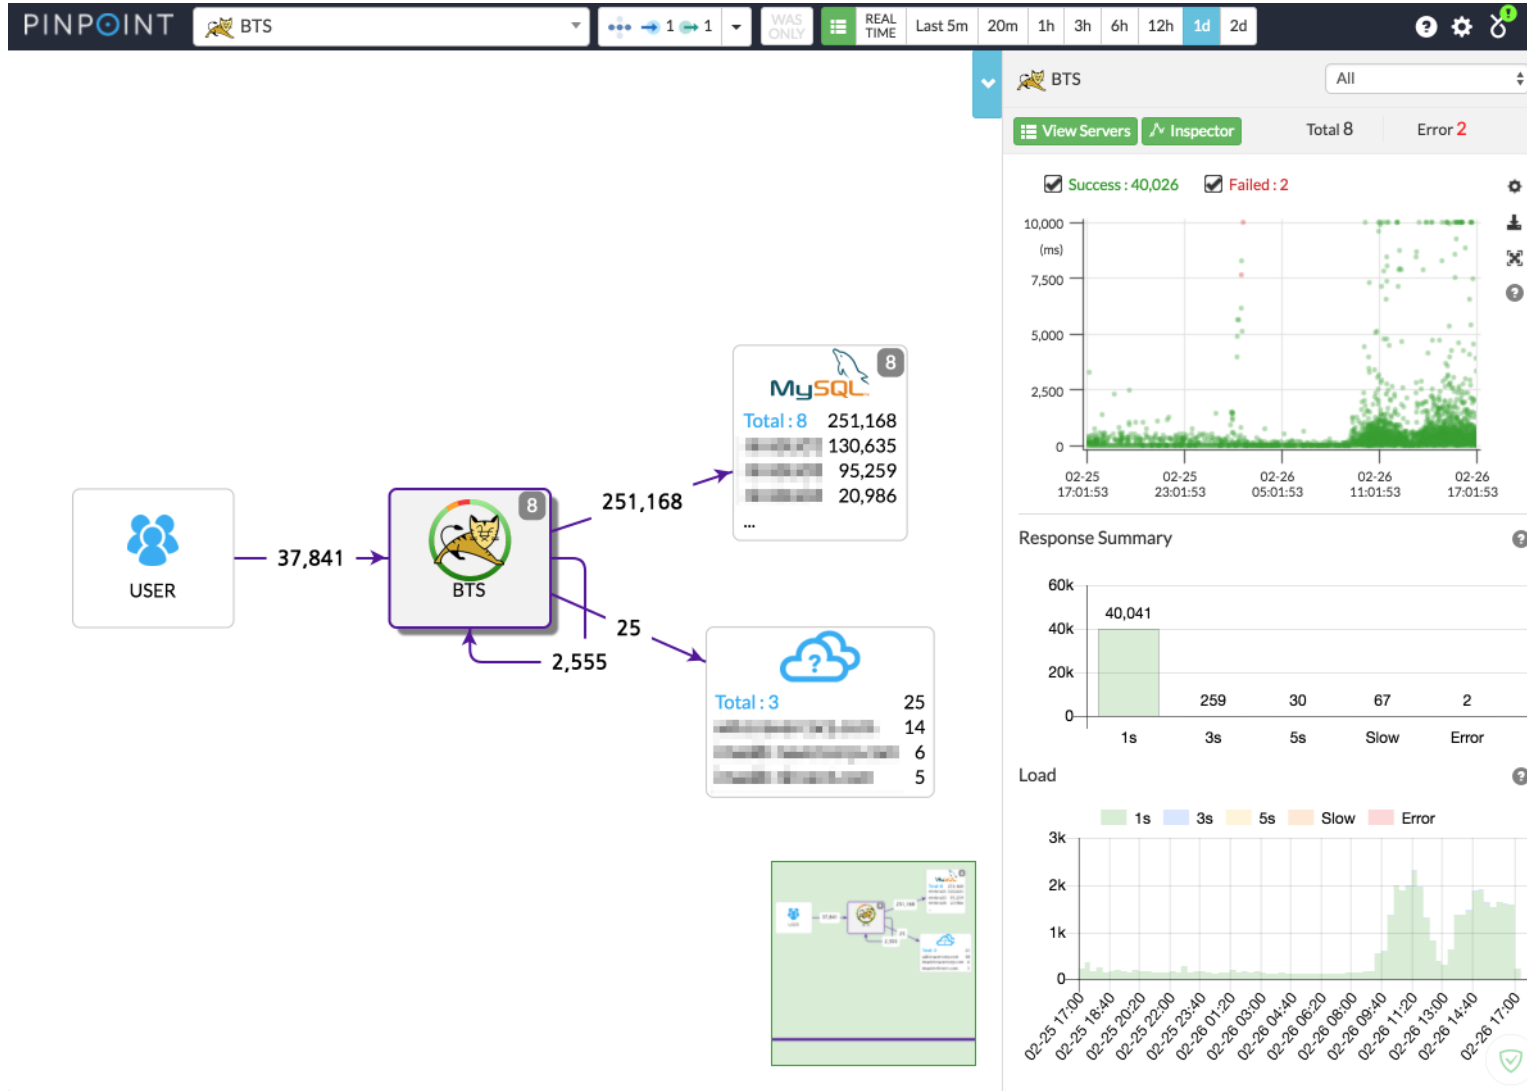 PINPOINT
BTS
1
1
WAS ONLY
REAL TIME
Last 5m
20m
1h
3h
6h
12h
1d
2d
BTS
All
View Servers
Inspector
Total 8
Error 2
Success : 40,026
Failed : 2
10,000
(ms)
7,500
5,000
2,500
0
02-25 17:01:53
02-25 23:01:53
02-26 05:01:53
02-26 11:01:53
02-26 17:01:53
USER
37,841
8
BTS
251,168
25
2,555
8
MySQL
Total : 8 251,168
130,635
95,259
20,986
...
?
Total : 3 25
14
6
5
Response Summary
60k
40k
20k
0
40,041
259
30
67
2
1s
3s
5s
Slow
Error
Load
1s
3s
5s
Slow
Error
3k
2k
1k
0
02-25 17:00
02-25 18:40
02-25 20:20
02-25 22:00
02-25 23:40
02-26 01:20
02-26 03:00
02-26 04:40
02-26 06:20
02-26 08:00
02-26 09:40
02-26 11:20
02-26 13:00
02-26 14:40
02-26 17:00